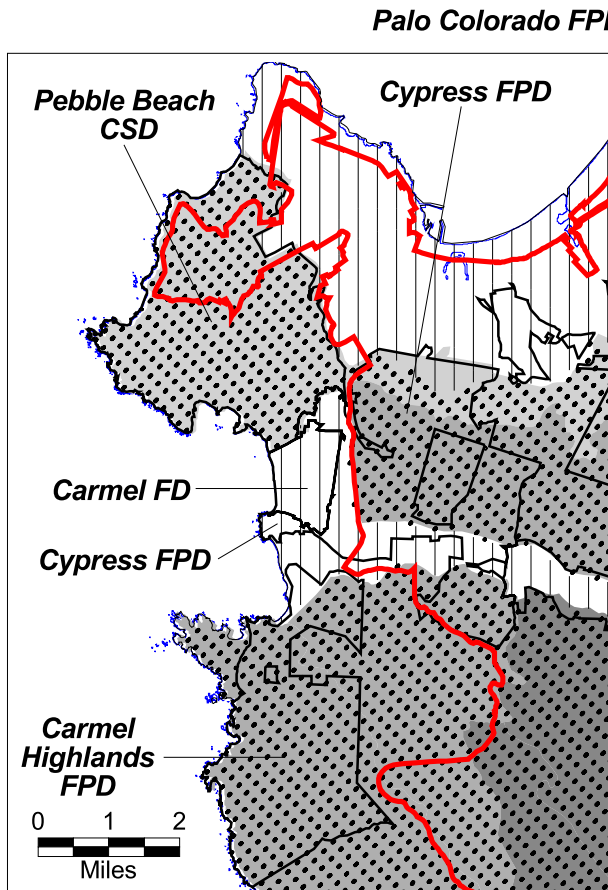 Palo Colorado FP
Pebble Beach
CSD
Cypress FPD
Carmel FD
Cypress FPD
Carmel
Highlands
FPD
0 1 2
Miles